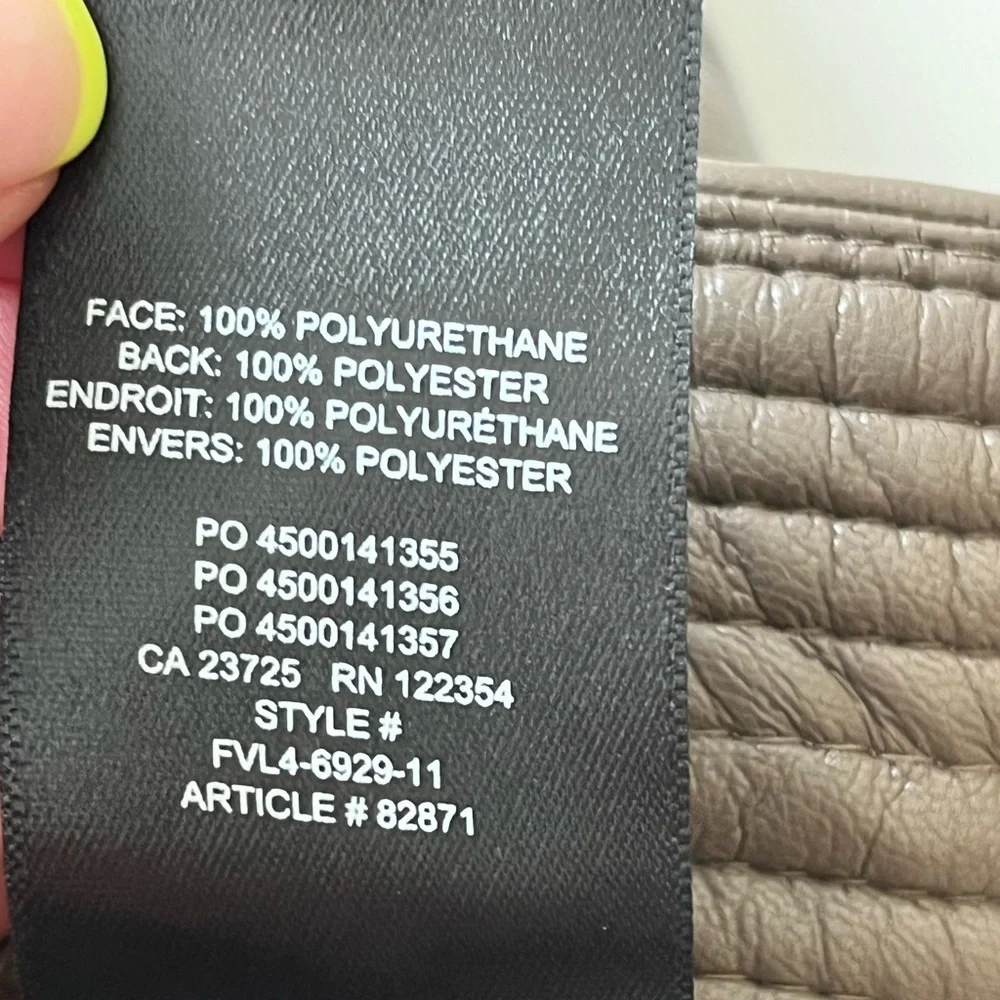 FACE: 100% POLYURETHANE
BACK: 100% POLYESTER
ENDROIT: 100% POLYURÉTHANE
ENVERS: 100% POLYESTER
PO 4500141355
PO 4500141356
PO 4500141357
CA 23725 RN 122354
STYLE #
FVL4-6929-11
ARTICLE # 82871